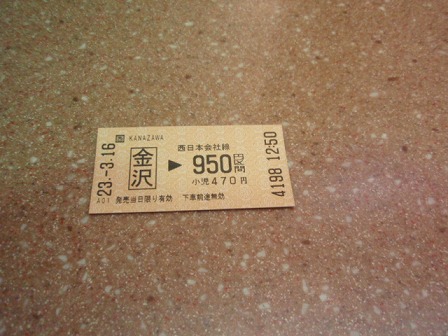 KANAZAWA
23.-3.16
金沢
西日本会社線
▶ 950円区間
小児470円
A01 発売当日限り有効 下車前途無効
4198 12-50